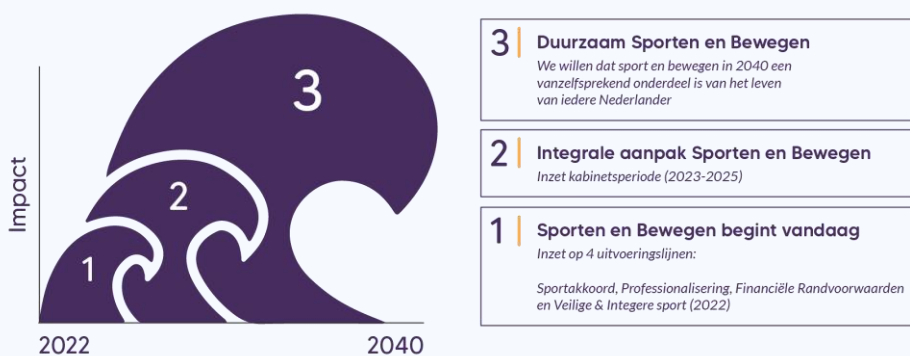 3
2
1
Impact
2022
2040
3
Duurzaam Sporten en Bewegen
We willen dat sport en bewegen in 2040 een
vanzelfsprekend onderdeel is van het leven
van iedere Nederlander
2
Integrale aanpak Sporten en Bewegen
Inzet kabinetsperiode (2023-2025)
1
Sporten en Bewegen begint vandaag
Inzet op 4 uitvoeringslijnen:
Sportakkoord, Professionalisering, Financiële Randvoorwaarden
en Veilige & Integere sport (2022)